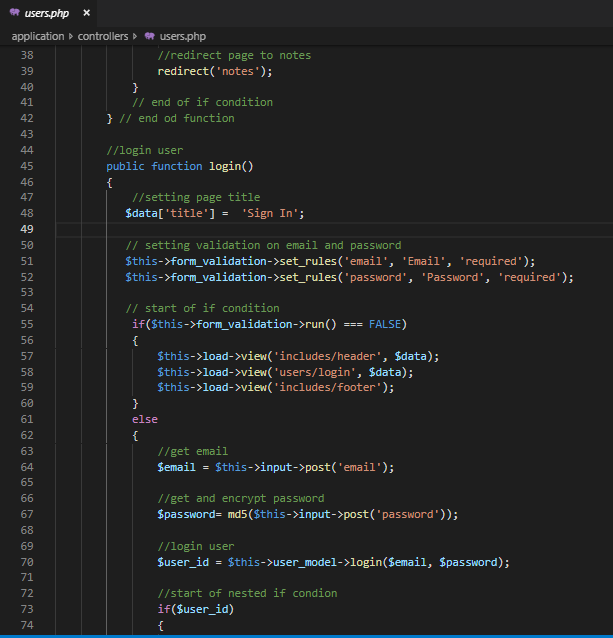 users.php ×
application controllers users.php
38 //redirect page to notes
39 redirect('notes');
40 }
41 // end of if condition
42 } // end od function
43
44 //login user
45 public function login()
46 {
47 //setting page title
48 $data['title'] =  'Sign In';
49
50 // setting validation on email and password
51 $this->form_validation->set_rules('email', 'Email', 'required');
52 $this->form_validation->set_rules('password', 'Password', 'required');
53
54 // start of if condition
55 if($this->form_validation->run() === FALSE)
56 {
57 $this->load->view('includes/header', $data);
58 $this->load->view('users/login', $data);
59 $this->load->view('includes/footer');
60 }
61 else
62 {
63 //get email
64 $email = $this->input->post('email');
65
66 //get and encrypt password
67 $password= md5($this->input->post('password'));
68
69 //login user
70 $user_id = $this->user_model->login($email, $password);
71
72 //start of nested if condion
73 if($user_id)
74 {